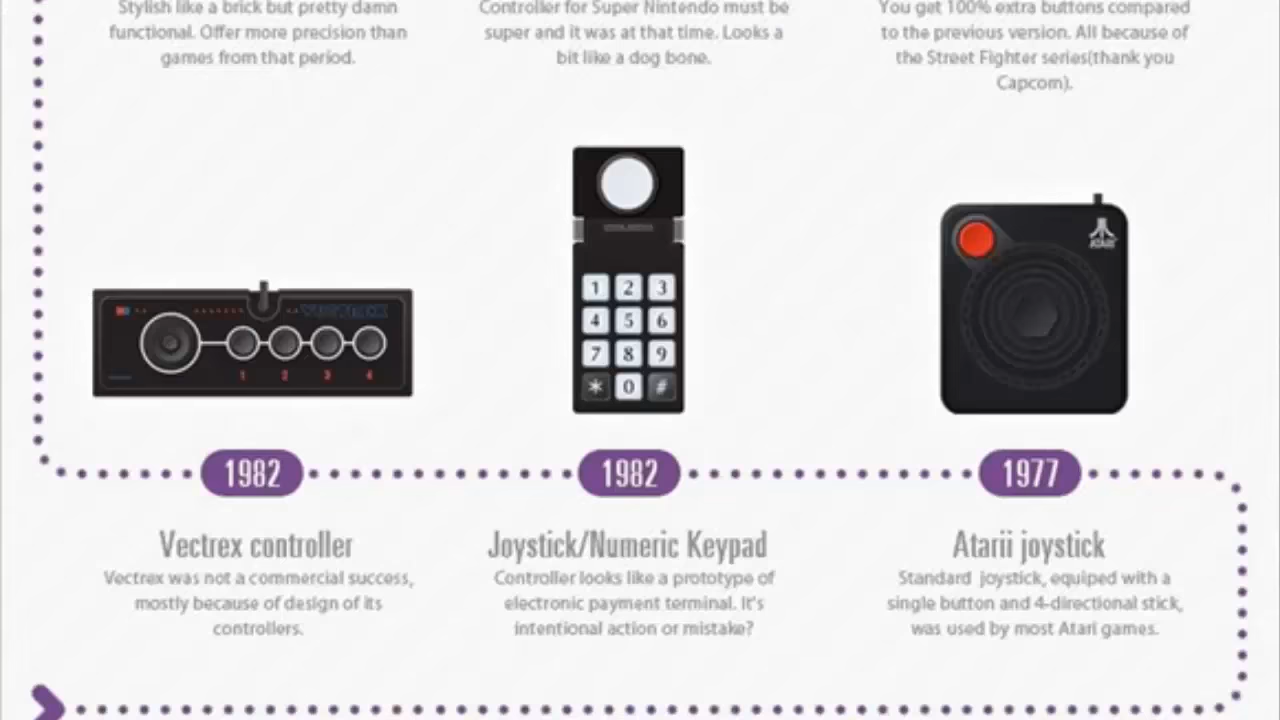 Stylish like a brick but pretty damn
functional. Offer more precision than
games from that period.
Controller for Super Nintendo must be
super and it was at that time. Looks a
bit like a dog bone.
You get 100% extra buttons compared
to the previous version. All because of
the Street Fighter series(thank you
Capcom).
1 2 3 4
1 2 3
4 5 6
7 8 9
* 0 #
ATARI
1982
1982
1977
Vectrex controller
Vectrex was not a commercial success,
mostly because of design of its
controllers.
Joystick/Numeric Keypad
Controller looks like a prototype of
electronic payment terminal. It's
intentional action or mistake?
Atarii joystick
Standard joystick, equiped with a
single button and 4-directional stick,
was used by most Atari games.